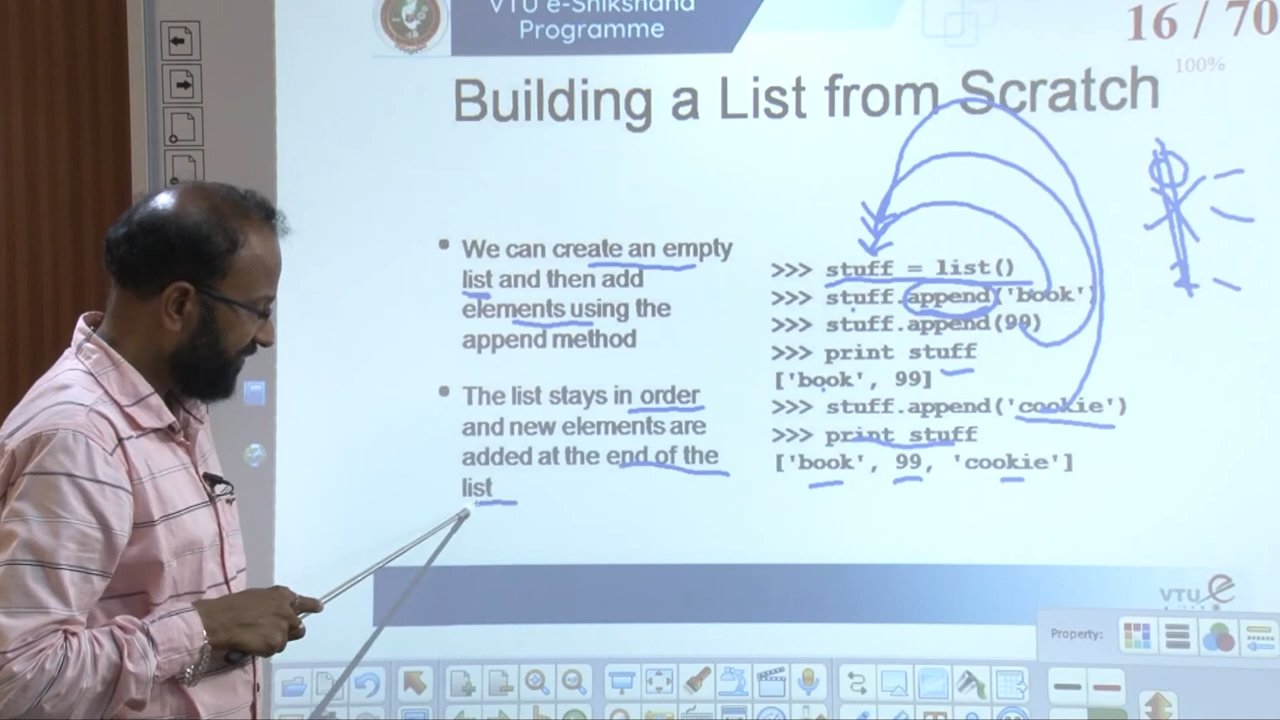 VTU e-Shikshana
Programme
16 / 70
100%
Building a List from Scratch
• We can create an empty
list and then add
elements using the
append method
• The list stays in order
and new elements are
added at the end of the
list
>>> stuff = list()
>>> stuff.append('book')
>>> stuff.append(99)
>>> print stuff
['book', 99]
>>> stuff.append('cookie')
>>> print stuff
['book', 99, 'cookie']
VTU e
Property: